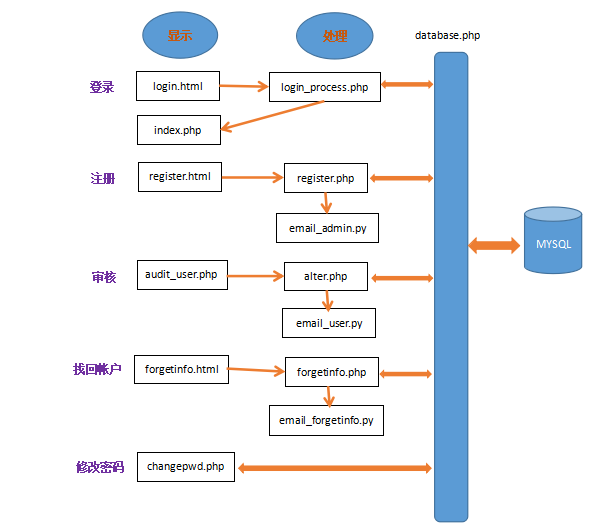 显示
处理
database.php
登录
login.html
login_process.php
index.php
注册
register.html
register.php
email_admin.py
MYSQL
审核
audit_user.php
alter.php
email_user.py
找回帐户
forgetinfo.html
forgetinfo.php
email_forgetinfo.py
修改密码
changepwd.php